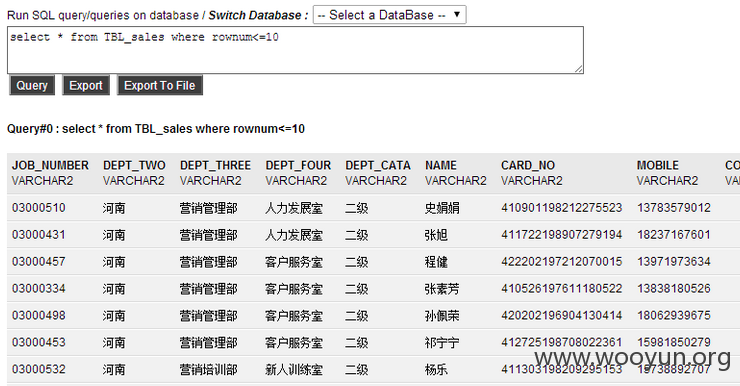 Run SQL query/queries on database / Switch Database : -- Select a DataBase --
select * from TBL_sales where rownum<=10
Query Export Export To File
Query#0 : select * from TBL_sales where rownum<=10
JOB_NUMBER DEPT_TWO DEPT_THREE DEPT_FOUR DEPT_CATA NAME CARD_NO MOBILE CO
VARCHAR2 VARCHAR2 VARCHAR2 VARCHAR2 VARCHAR2 VARCHAR2 VARCHAR2 VARCHAR2 VA
03000510 河南 营销管理部 人力发展室 二级 史娟娟 410901198212275523 13783579012
03000431 河南 营销管理部 人力发展室 二级 张旭 411722198907279194 18237167601
03000457 河南 营销管理部 客户服务室 二级 程健 422202197212070015 13971973634
03000334 河南 营销管理部 客户服务室 二级 张素芳 410526197611180522 13838180526
03000498 河南 营销管理部 客户服务室 二级 孙佩荣 420202196904130414 18062939675
03000453 河南 营销管理部 客户服务室 二级 祁宁宁 412725198708022361 15981850279
03000532 河南 营销培训部 新人训练室 二级 杨乐 411303198209295153
www.wooyun.org